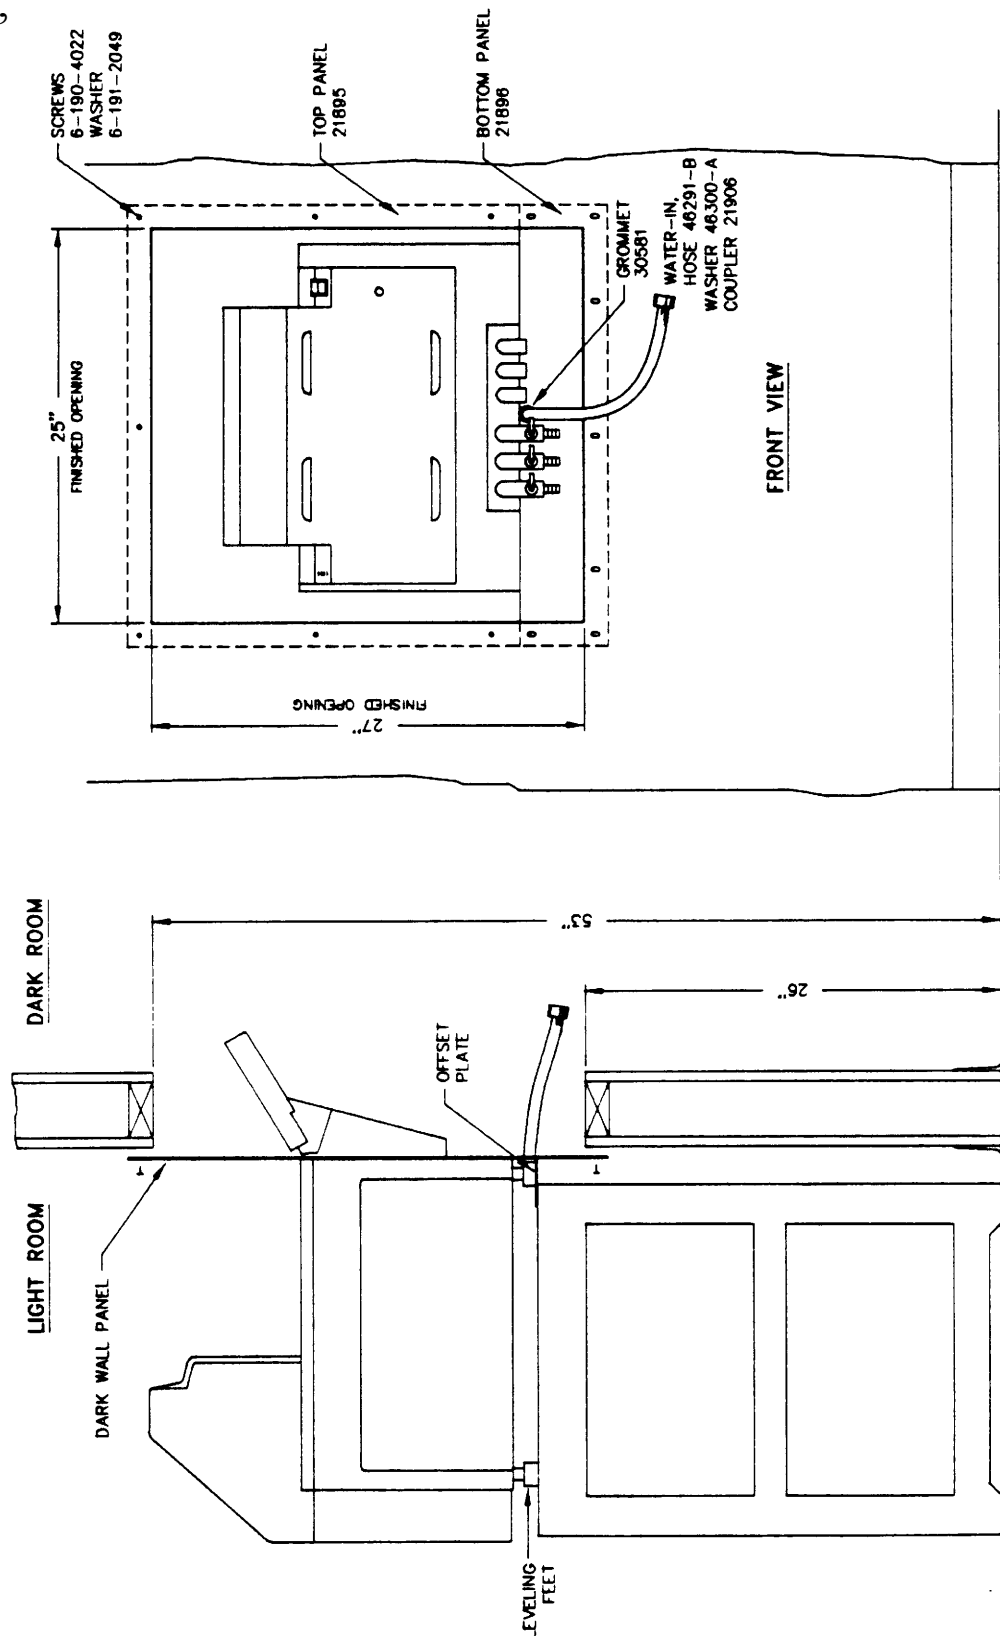 LIGHT ROOM
DARK ROOM
DARK WALL PANEL
OFFSET
PLATE
EVELING
FEET
53"
26"
25"
FINISHED OPENING
27"
FINISHED OPENING
SCREWS
6-190-4022
WASHER
6-191-2049
TOP PANEL
21895
BOTTOM PANEL
21896
GROMMET
30581
WATER-IN,
HOSE 46291-B
WASHER 46300-A
COUPLER 21906
FRONT VIEW